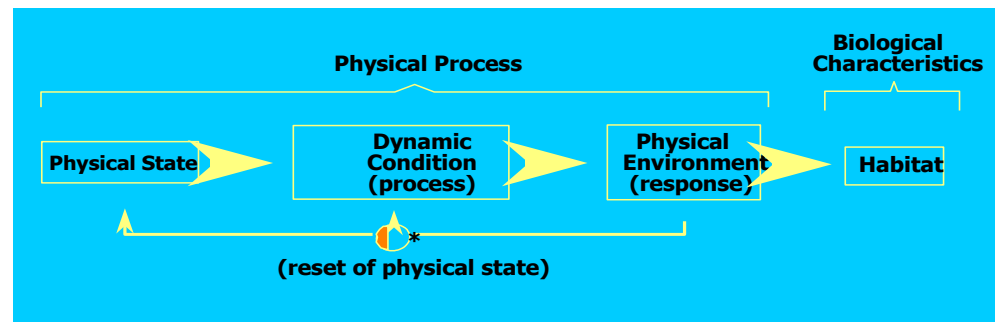 Biological
Characteristics
Physical Process
Physical State
Dynamic
Condition
(process)
Physical
Environment
(response)
Habitat
*
(reset of physical state)